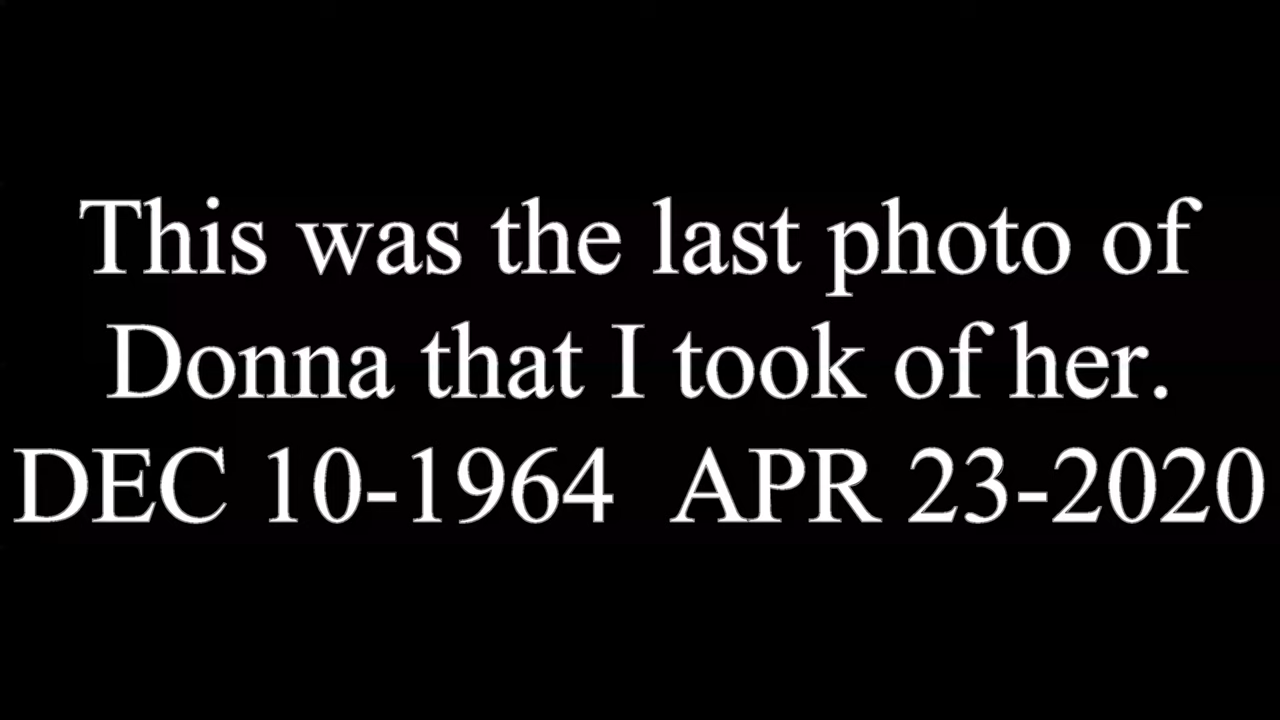 This was the last photo of
Donna that I took of her.
DEC 10-1964  APR 23-2020